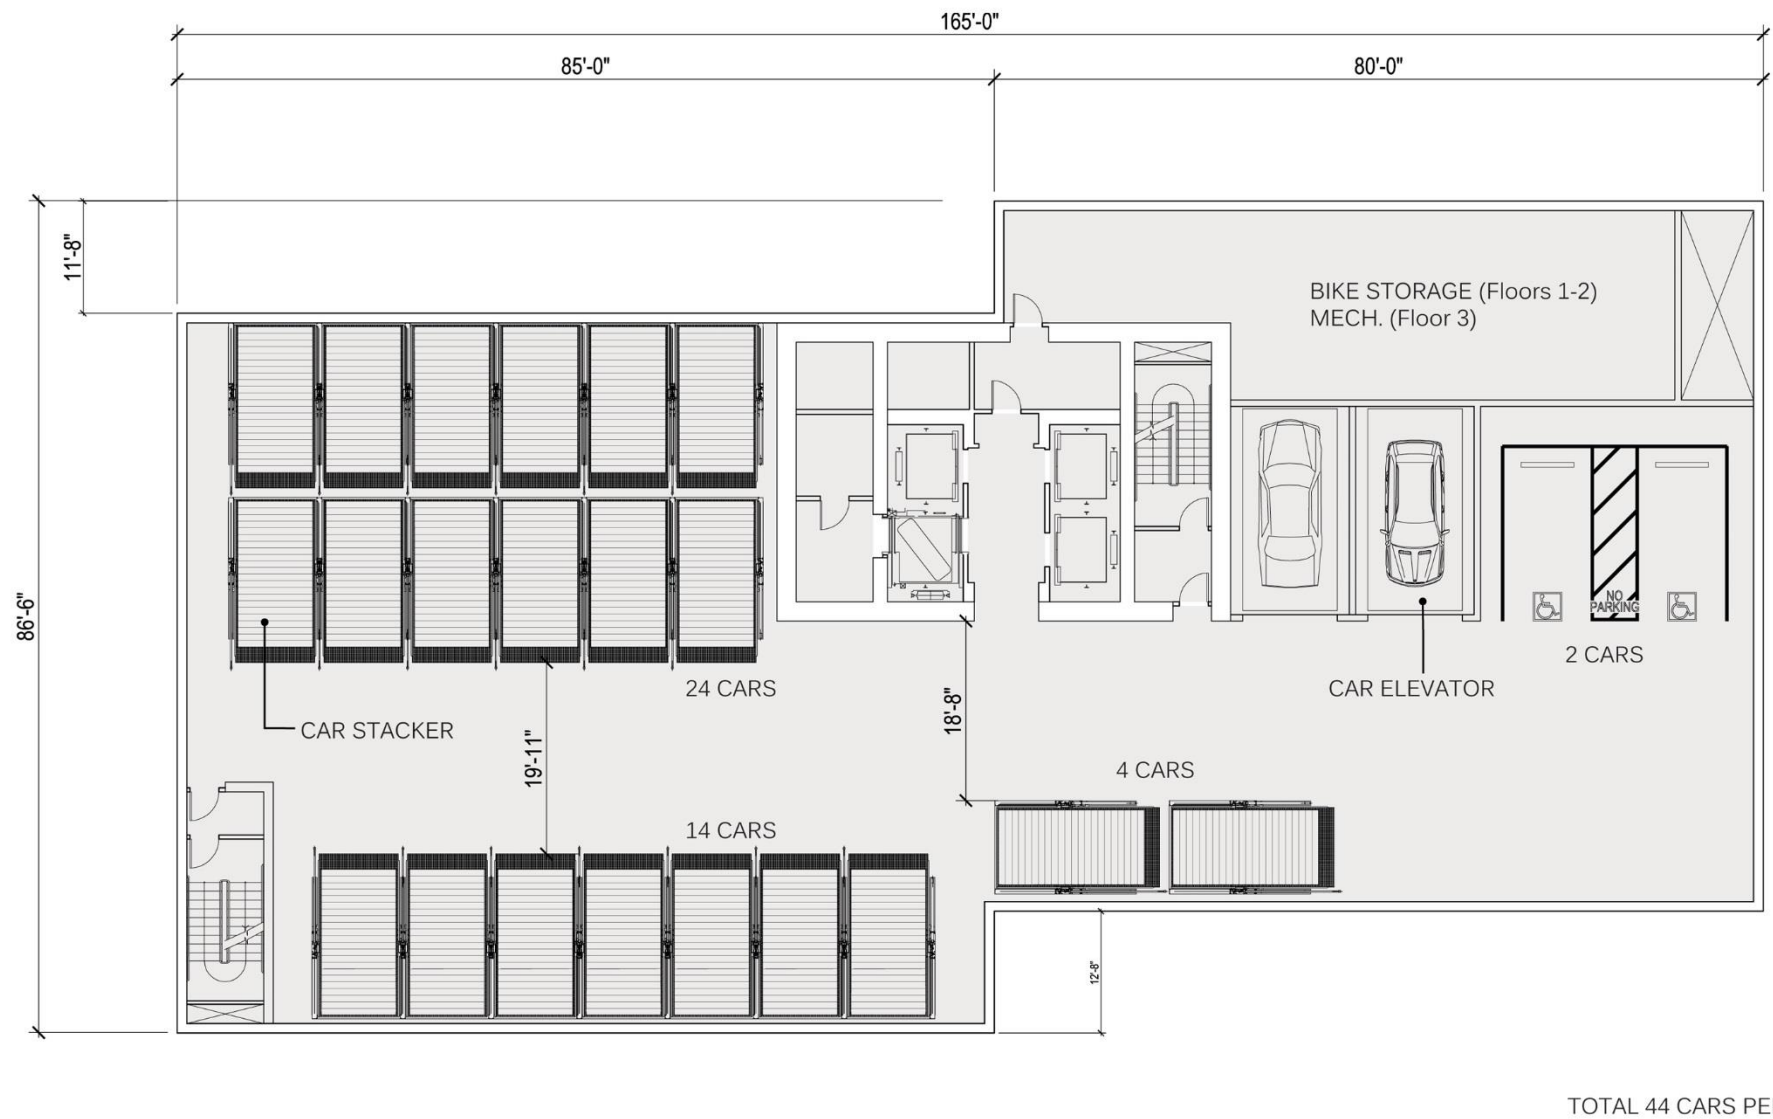 165'-0"
85'-0"
80'-0"
11'-8"
86'-6"
BIKE STORAGE (Floors 1-2)
MECH. (Floor 3)
NO
PARKING
2 CARS
CAR ELEVATOR
24 CARS
CAR STACKER
18'-8"
19'-11"
4 CARS
14 CARS
12'-8"
TOTAL 44 CARS PE